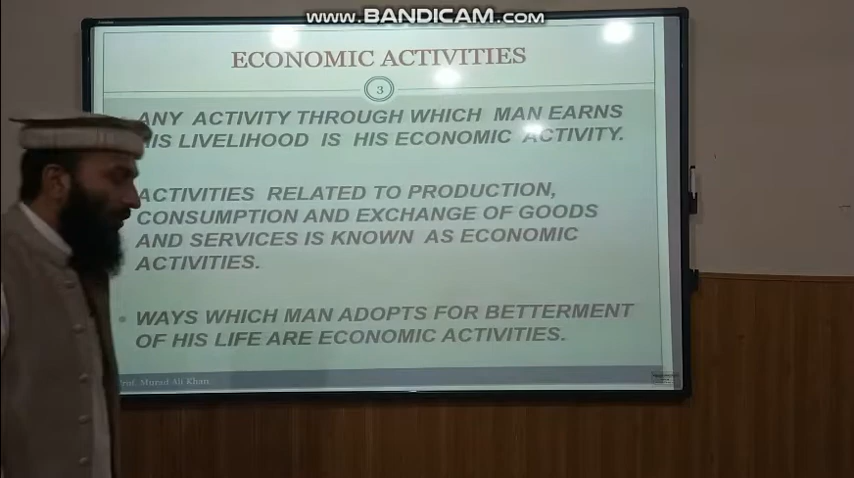 www.BANDICAM.com
ECONOMIC ACTIVITIES
3
ANY ACTIVITY THROUGH WHICH MAN EARNS
HIS LIVELIHOOD IS HIS ECONOMIC ACTIVITY.
ACTIVITIES RELATED TO PRODUCTION,
CONSUMPTION AND EXCHANGE OF GOODS
AND SERVICES IS KNOWN AS ECONOMIC
ACTIVITIES.
WAYS WHICH MAN ADOPTS FOR BETTERMENT
OF HIS LIFE ARE ECONOMIC ACTIVITIES.
Prof. Murad Ali Khan